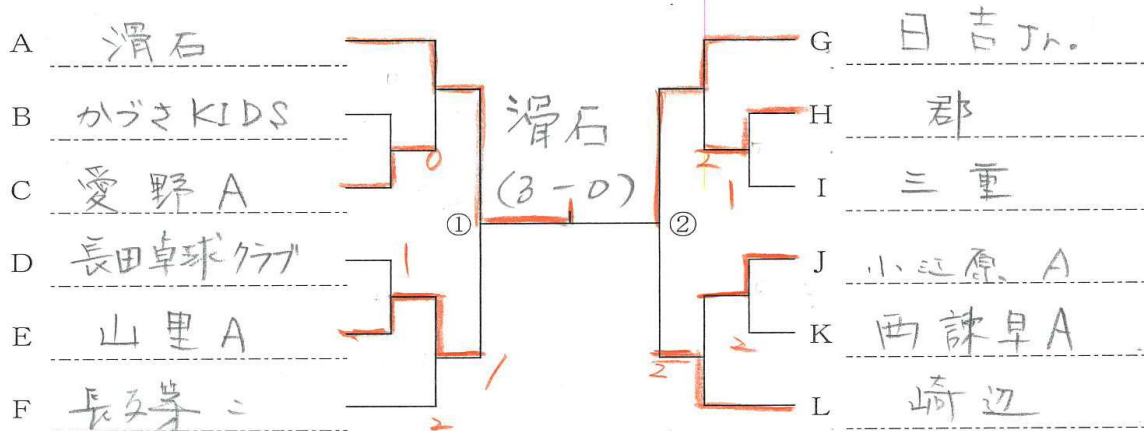 A 滑石
B かづさKIDS
C 愛野A
D 長田卓球クラブ
E 山里A
F 長与第二
G 日吉Jr.
H 郡
I 三重
J 小江原A
K 西諫早A
L 崎辺
滑石
(3-0)
① ②
0
1
1
2
2
1
2
2